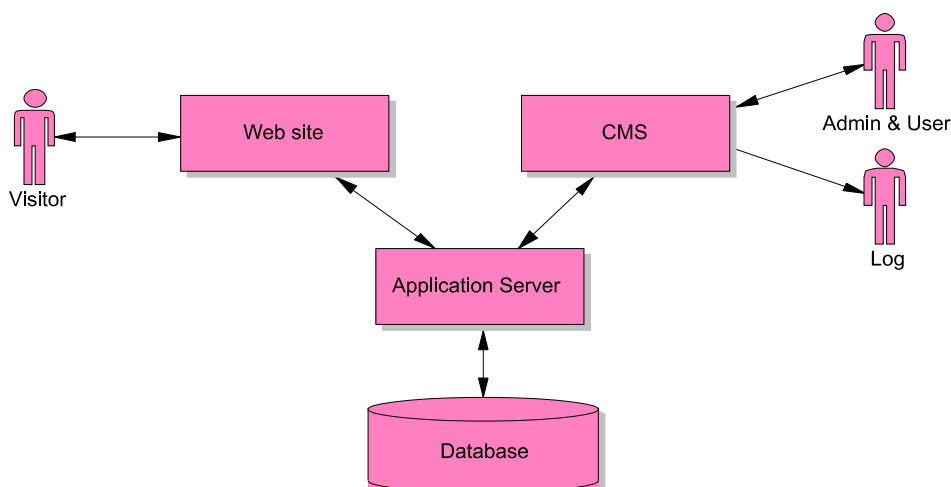 Web site
CMS
Admin & User
Visitor
Log
Application Server
Database